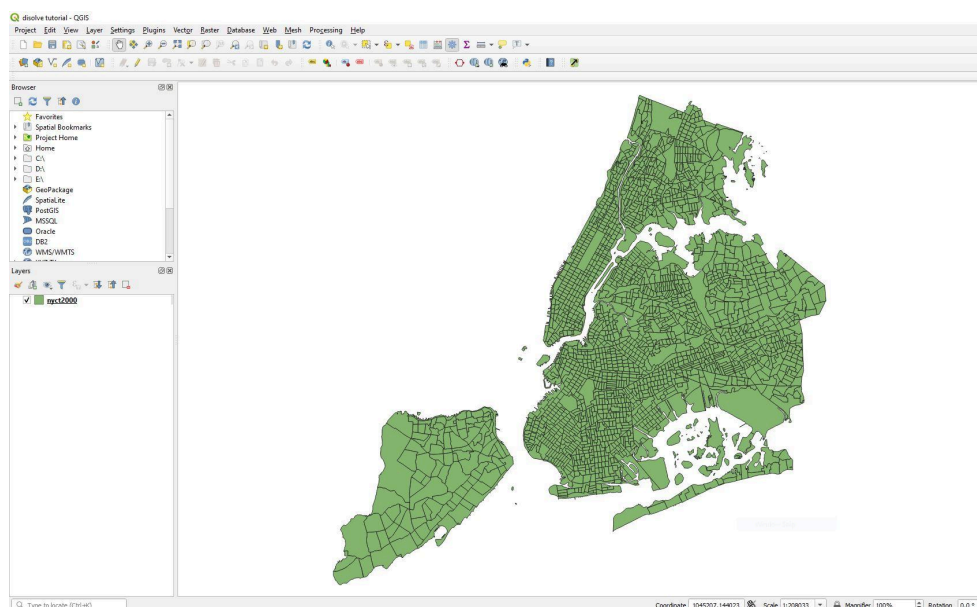 disolve tutorial - QGIS
Project Edit View Layer Settings Plugins Vector Raster Database Web Mesh Processing Help
Browser
Favorites
Spatial Bookmarks
Project Home
Home
C:\
D:\
E:\
GeoPackage
SpatiaLite
PostGIS
MSSQL
Oracle
DB2
WMS/WMTS
Layers
nyct2000
Type to locate (Ctrl+K)
Coordinate 1045207,144023 Scale 1:208033 Magnifier 100% Rotation 0.0 °